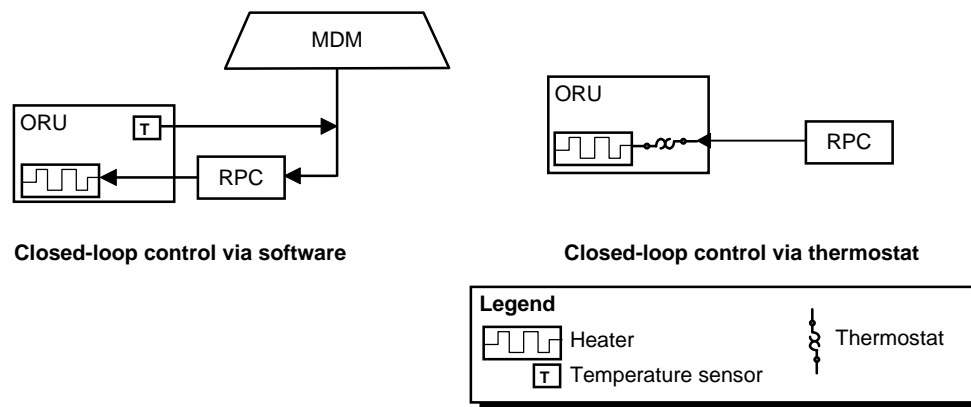 MDM
ORU
T
RPC
ORU
RPC
Closed-loop control via software
Closed-loop control via thermostat
Legend
Heater
Thermostat
T Temperature sensor